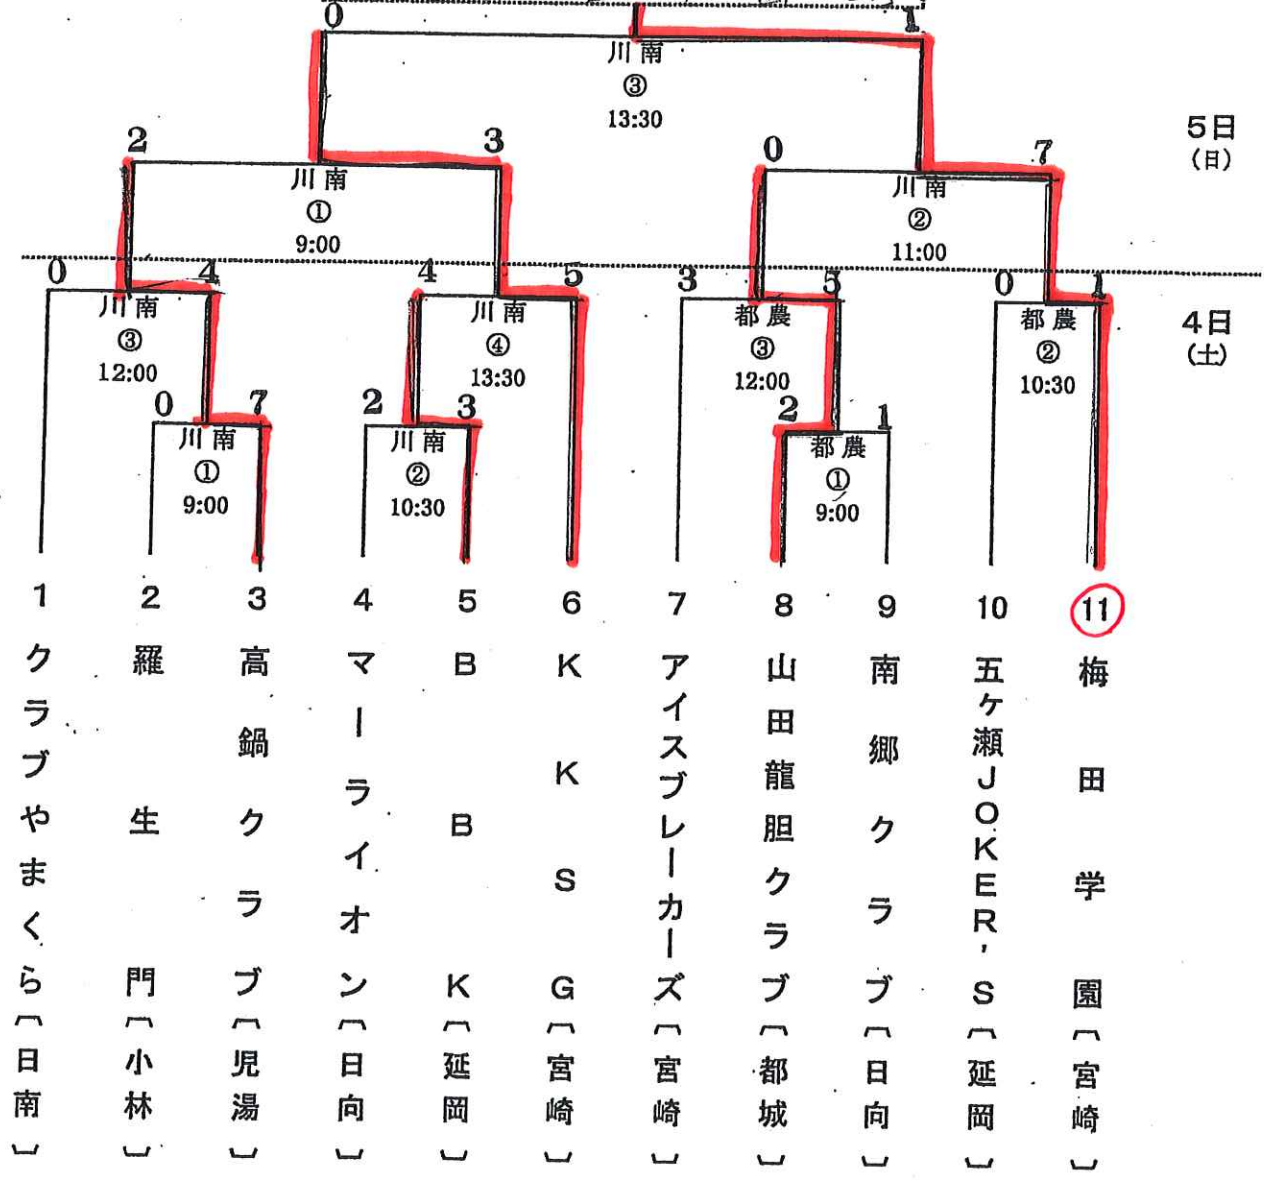 0 1
川南
③
13:30
5日
(日)
2 3
川南
①
9:00
0 7
川南
②
11:00
4日
(土)
0 4
川南
③
12:00
4 5
川南
④
13:30
3 5
都農
③
12:00
0 1
都農
②
10:30
0 7
川南
①
9:00
2 3
川南
②
10:30
2 1
都農
①
9:00
1 クラブやまくら〔日南〕
2 羅生門〔小林〕
3 高鍋クラブ〔児湯〕
4 マーライオン〔日向〕
5 BBK〔延岡〕
6 KKSG〔宮崎〕
7 アイスブレーカーズ〔宮崎〕
8 山田龍胆クラブ〔都城〕
9 南郷クラブ〔日向〕
10 五ヶ瀬JOKER'S〔延岡〕
11 梅田学園〔宮崎〕